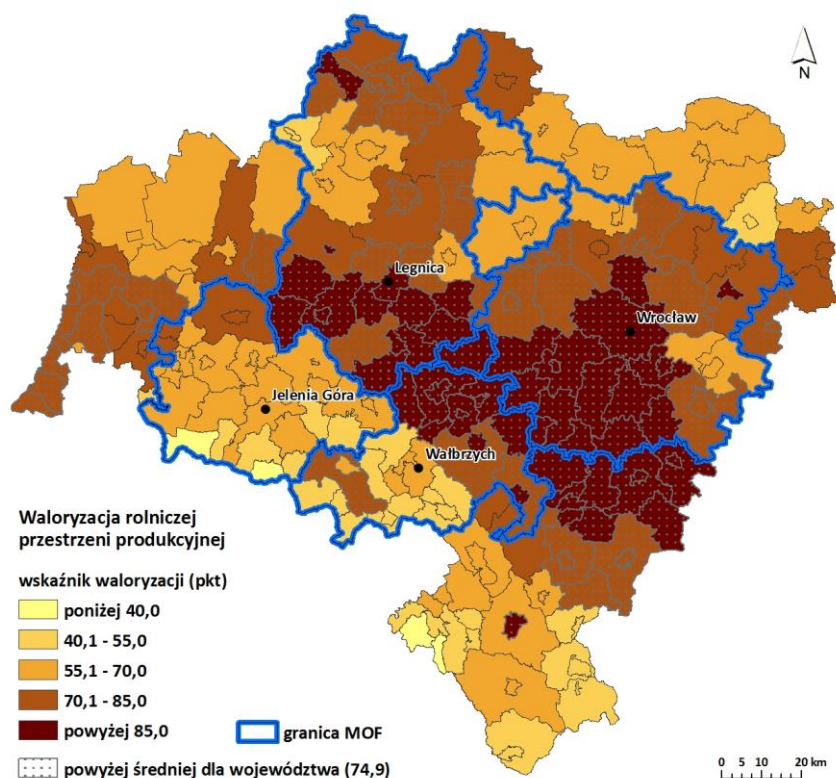 N
Legnica
Wrocław
Jelenia Góra
Wałbrzych
Waloryzacja rolniczej
przestrzeni produkcyjnej
wskaźnik waloryzacji (pkt)
poniżej 40,0
40,1 - 55,0
55,1 - 70,0
70,1 - 85,0
powyżej 85,0
granica MOF
powyżej średniej dla województwa (74,9)
0 5 10 20 km